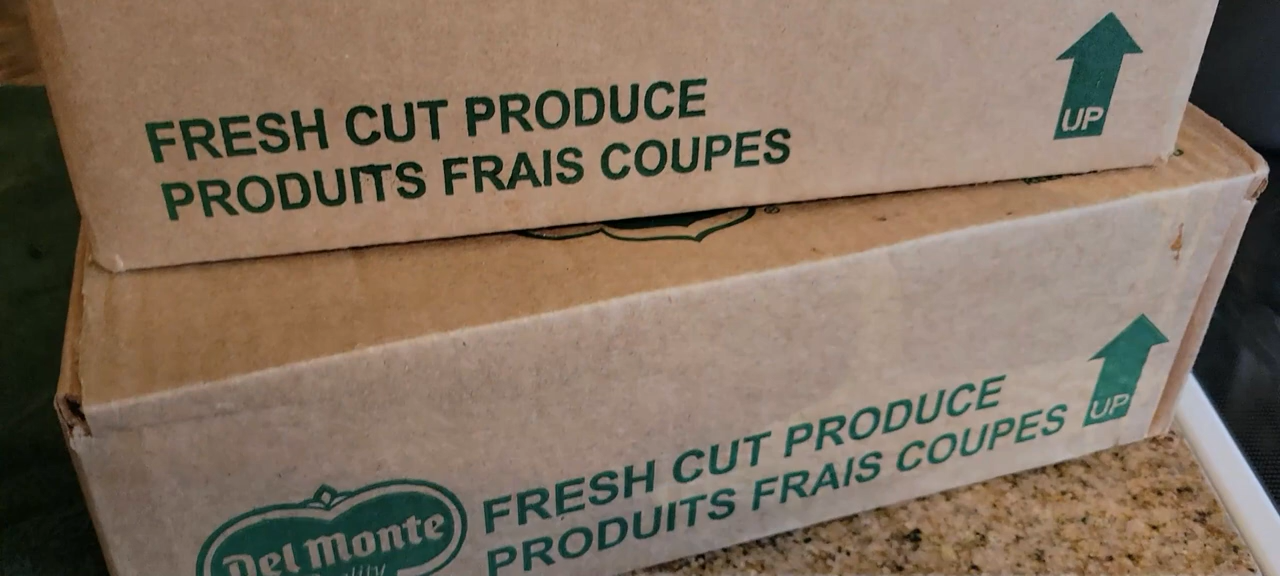 FRESH CUT PRODUCE
PRODUITS FRAIS COUPES
UP
FRESH CUT PRODUCE
PRODUITS FRAIS COUPES
UP
Del Monte